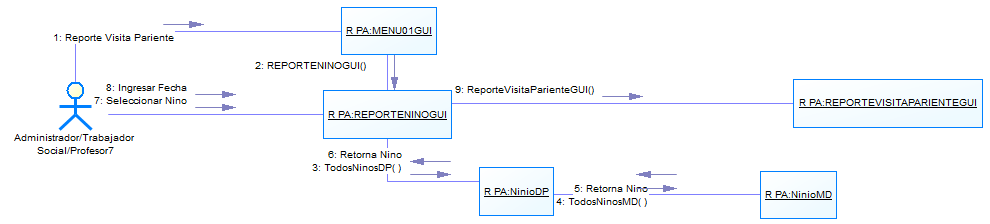 1: Reporte Visita Pariente
R PA:MENU01GUI
2: REPORTENINOGUI()
8: Ingresar Fecha
7: Seleccionar Nino
9: ReporteVisitaParienteGUI()
R PA:REPORTENINOGUI
R PA:REPORTEVISITAPARIENTEGUI
Administrador/Trabajador
Social/Profesor7
6: Retorna Nino
3: TodosNinosDP( )
R PA:NinioDP
5: Retorna Nino
4: TodosNinosMD( )
R PA:NinioMD